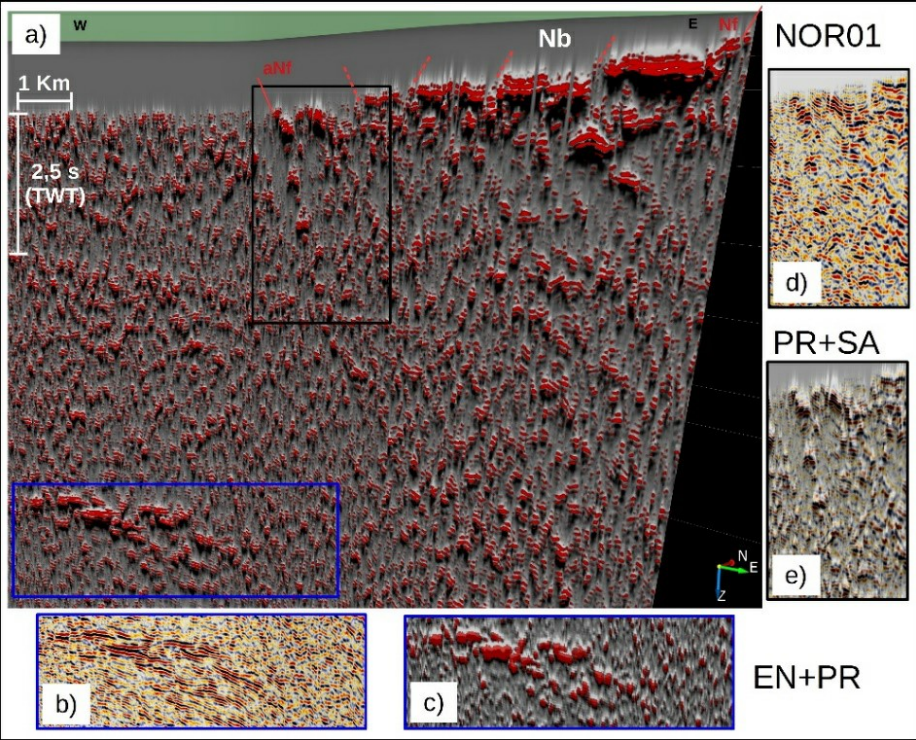 a)
W
E
Nf
NOR01
Nb
aNf
1 Km
2,5 s
(TWT)
d)
PR+SA
e)
N
E
Z
b)
c)
EN+PR